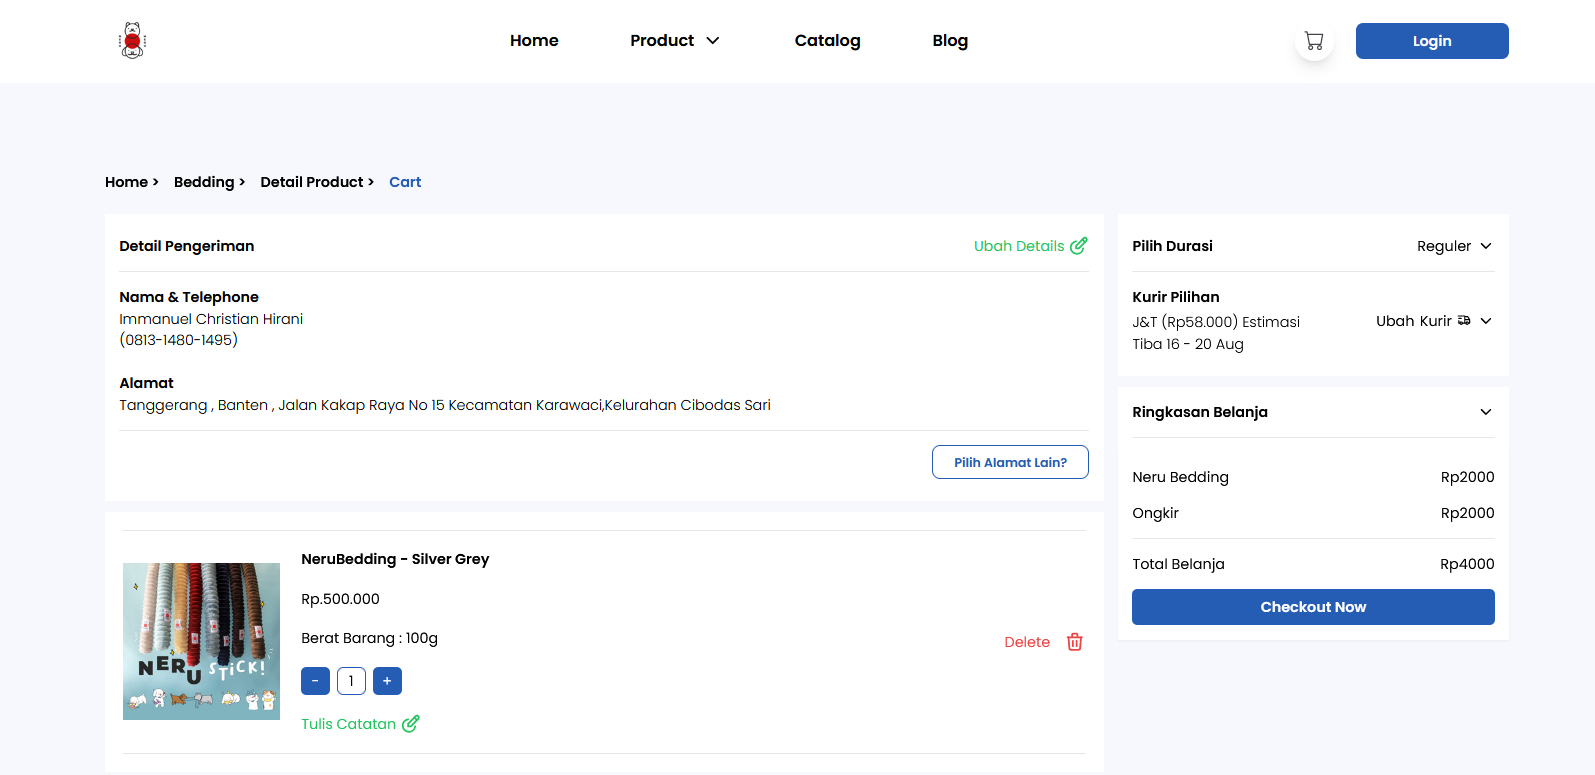 Home
Product
Catalog
Blog
Login
Home >
Bedding >
Detail Product >
Cart
Detail Pengeriman
Ubah Details
Nama & Telephone
Immanuel Christian Hirani
(0813-1480-1495)
Alamat
Tanggerang , Banten , Jalan Kakap Raya No 15 Kecamatan Karawaci,Kelurahan Cibodas Sari
Pilih Alamat Lain?
NERU STiCK!
NeruBedding - Silver Grey
Rp.500.000
Berat Barang : 100g
- 1 +
Tulis Catatan
Delete
Pilih Durasi
Reguler
Kurir Pilihan
J&T (Rp58.000) Estimasi
Tiba 16 - 20 Aug
Ubah Kurir
Ringkasan Belanja
Neru Bedding Rp2000
Ongkir Rp2000
Total Belanja Rp4000
Checkout Now